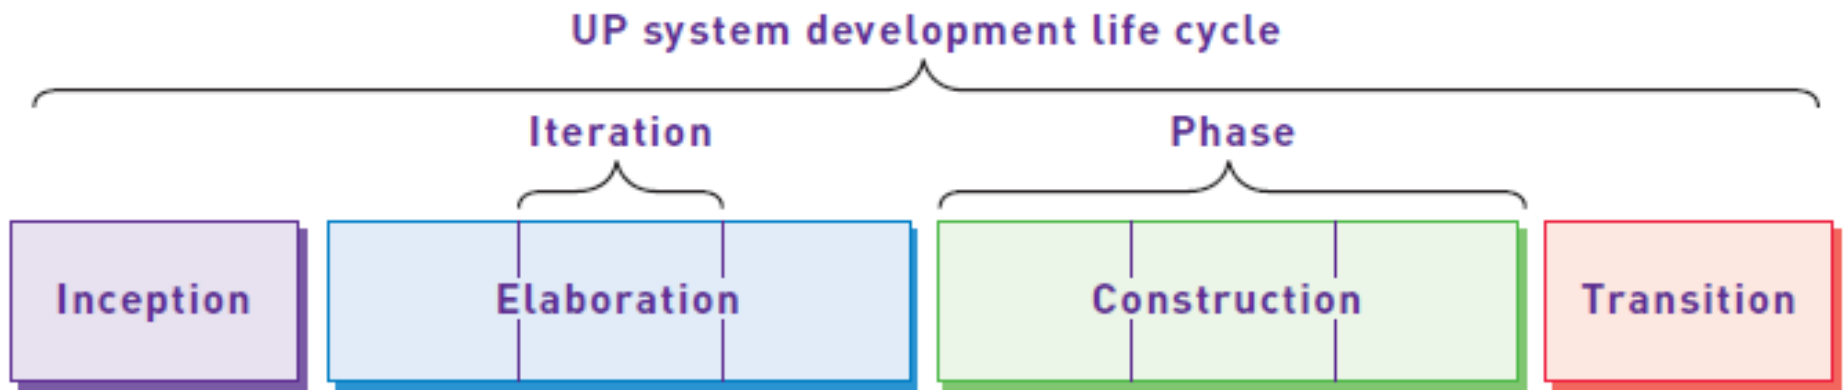 UP system development life cycle
Iteration
Phase
Inception
Elaboration
Construction
Transition